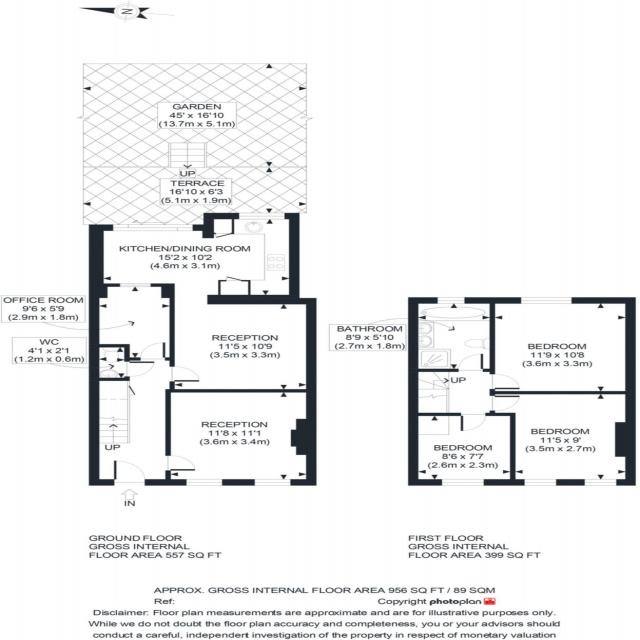 N
GARDEN
45' x 16'10
(13.7m x 5.1m)
UP
TERRACE
16'10 x 6'3
(5.1m x 1.9m)
KITCHEN/DINING ROOM
15'2 x 10'2
(4.6m x 3.1m)
OFFICE ROOM
9'6 x 5'9
(2.9m x 1.8m)
WC
4'1 x 2'1
(1.2m x 0.6m)
RECEPTION
11'5 x 10'9
(3.5m x 3.3m)
RECEPTION
11'8 x 11'1
(3.6m x 3.4m)
UP
IN
BATHROOM
8'9 x 5'10
(2.7m x 1.8m)
BEDROOM
11'9 x 10'8
(3.6m x 3.3m)
UP
BEDROOM
11'5 x 9'
(3.5m x 2.7m)
BEDROOM
8'6 x 7'7
(2.6m x 2.3m)
GROUND FLOOR
GROSS INTERNAL
FLOOR AREA 557 SQ FT
FIRST FLOOR
GROSS INTERNAL
FLOOR AREA 399 SQ FT
APPROX. GROSS INTERNAL FLOOR AREA 956 SQ FT / 89 SQM
Ref: Copyright photoplan
Disclaimer: Floor plan measurements are approximate and are for illustrative purposes only.
While we do not doubt the floor plan accuracy and completeness, you or your advisors should
conduct a careful, independent investigation of the property in respect of monetary valuation